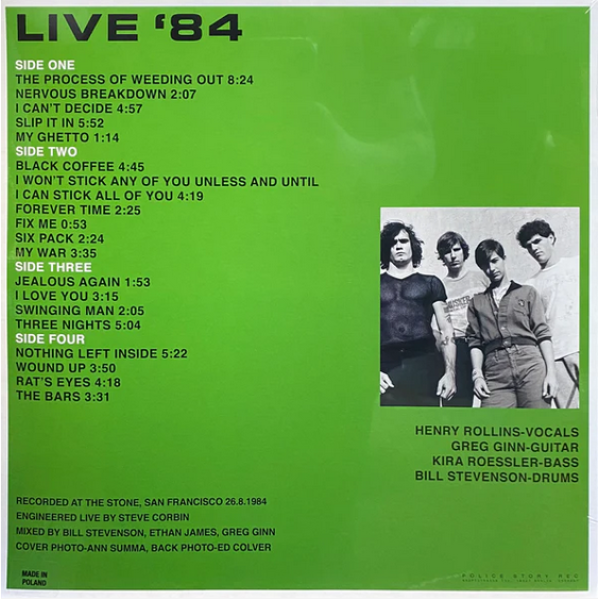 LIVE '84
SIDE ONE
THE PROCESS OF WEEDING OUT 8:24
NERVOUS BREAKDOWN 2:07
I CAN'T DECIDE 4:57
SLIP IT IN 5:52
MY GHETTO 1:14
SIDE TWO
BLACK COFFEE 4:45
I WON'T STICK ANY OF YOU UNLESS AND UNTIL
I CAN STICK ALL OF YOU 4:19
FOREVER TIME 2:25
FIX ME 0:53
SIX PACK 2:24
MY WAR 3:35
SIDE THREE
JEALOUS AGAIN 1:53
I LOVE YOU 3:15
SWINGING MAN 2:05
THREE NIGHTS 5:04
SIDE FOUR
NOTHING LEFT INSIDE 5:22
WOUND UP 3:50
RAT'S EYES 4:18
THE BARS 3:31
HENRY ROLLINS-VOCALS
GREG GINN-GUITAR
KIRA ROESSLER-BASS
BILL STEVENSON-DRUMS
RECORDED AT THE STONE, SAN FRANCISCO 26.8.1984
ENGINEERED LIVE BY STEVE CORBIN
MIXED BY BILL STEVENSON, ETHAN JAMES, GREG GINN
COVER PHOTO-ANN SUMMA, BACK PHOTO-ED COLVER
MADE IN
POLAND
POLICE STORY REC